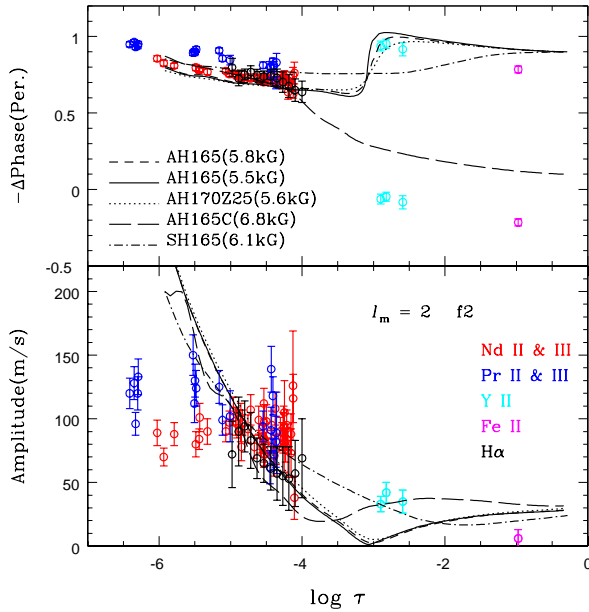 −ΔPhase(Per.)
1
0.5
0
-0.5
AH165(5.8kG)
AH165(5.5kG)
AH170Z25(5.6kG)
AH165C(6.8kG)
SH165(6.1kG)
Amplitude(m/s)
200
150
100
50
0
lm = 2 f2
Nd II & III
Pr II & III
Y II
Fe II
Hα
-6
-4
-2
0
log τ